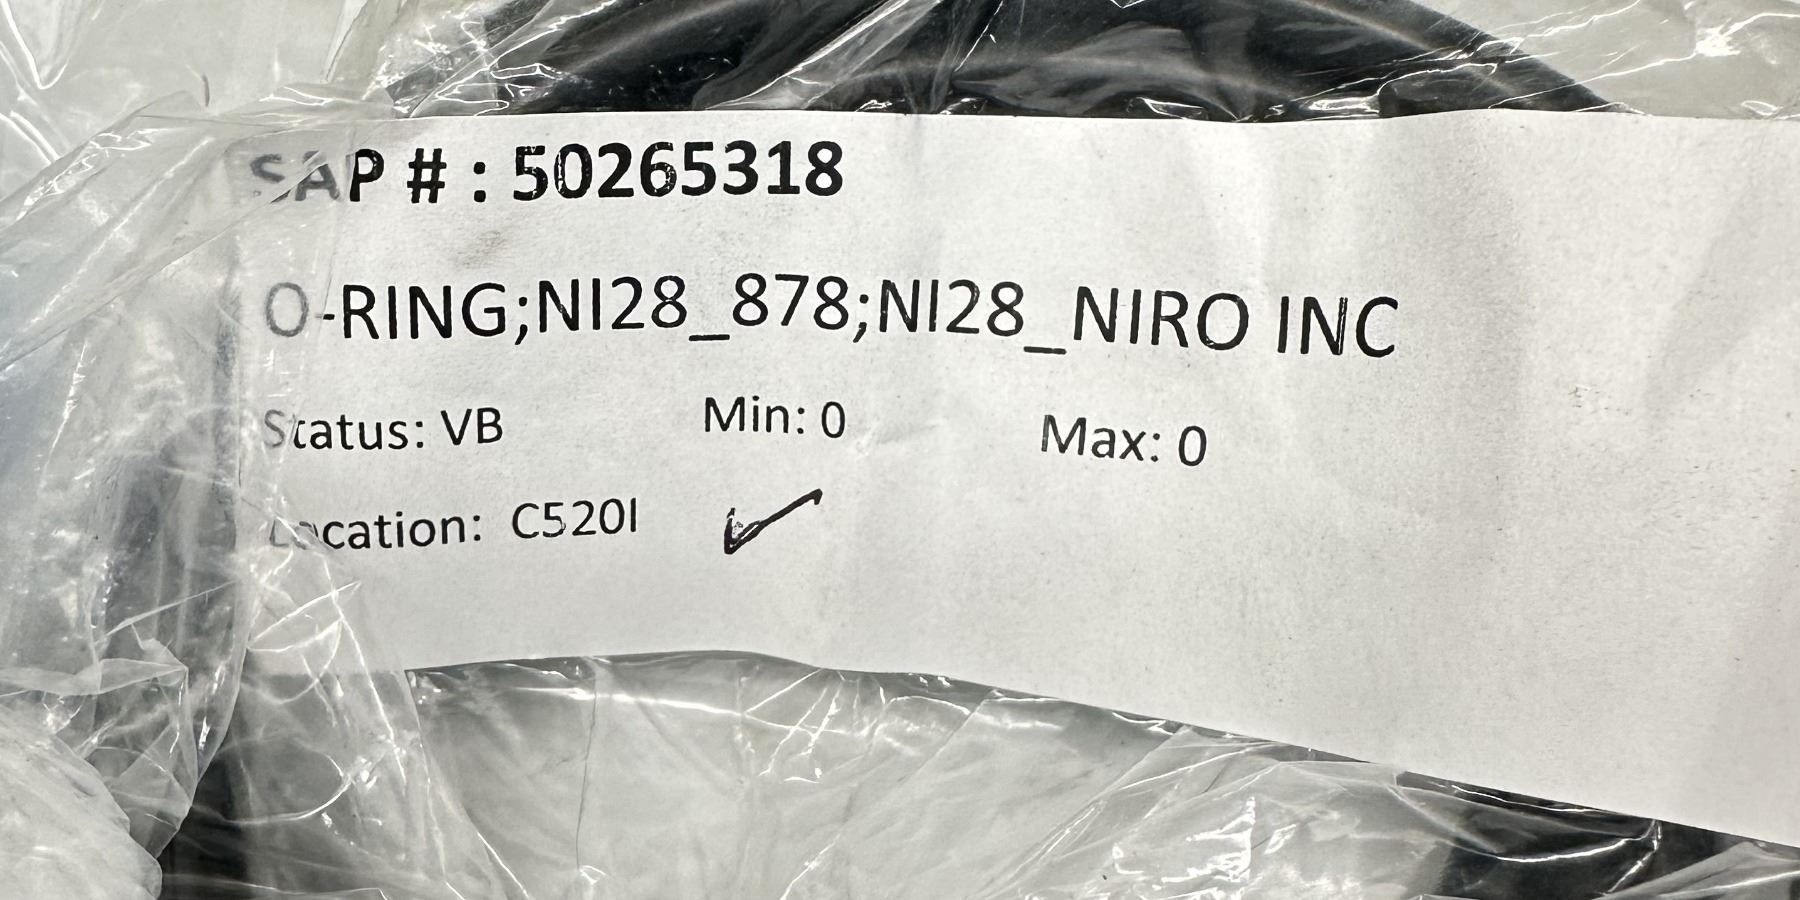 SAP # : 50265318
O-RING;NI28_878;NI28_NIRO INC
Status: VB Min: 0 Max: 0
Location: C520I